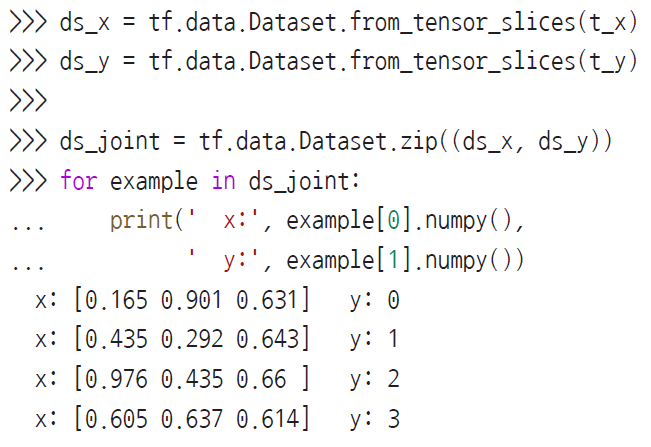 >>> ds_x = tf.data.Dataset.from_tensor_slices(t_x)
>>> ds_y = tf.data.Dataset.from_tensor_slices(t_y)
>>>
>>> ds_joint = tf.data.Dataset.zip((ds_x, ds_y))
>>> for example in ds_joint:
...     print('  x:', example[0].numpy(),
...           '  y:', example[1].numpy())
  x: [0.165 0.901 0.631]   y: 0
  x: [0.435 0.292 0.643]   y: 1
  x: [0.976 0.435 0.66 ]   y: 2
  x: [0.605 0.637 0.614]   y: 3